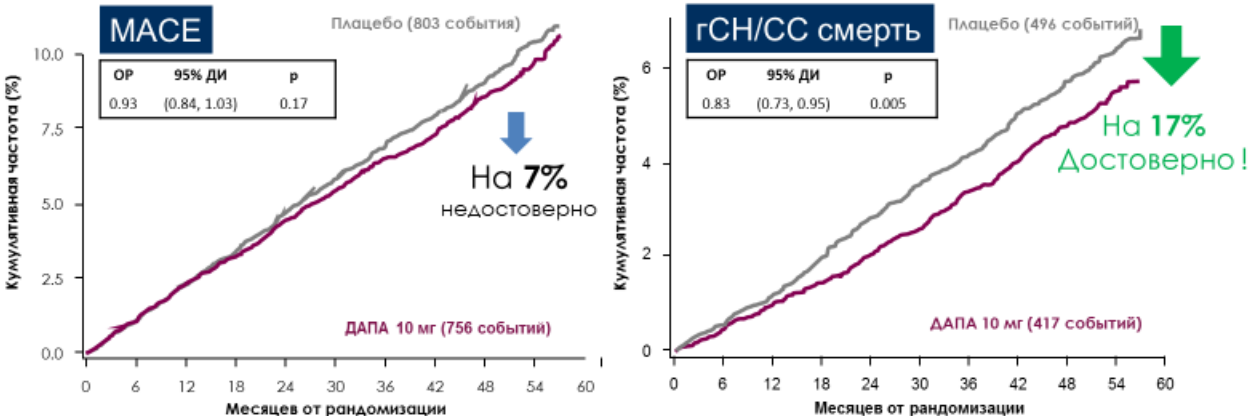 MACE
Плацебо (803 события)
ОР 95% ДИ p
0.93 (0.84, 1.03) 0.17
На 7%
недостоверно
ДАПА 10 мг (756 событий)
Кумулятивная частота (%)
10.0
7.5
5.0
2.5
0.0
0 6 12 18 24 30 36 42 48 54 60
Месяцев от рандомизации
гСН/СС смерть
Плацебо (496 событий)
ОР 95% ДИ p
0.83 (0.73, 0.95) 0.005
На 17%
Достоверно !
ДАПА 10 мг (417 событий)
Кумулятивная частота (%)
6
4
2
0
0 6 12 18 24 30 36 42 48 54 60
Месяцев от рандомизации